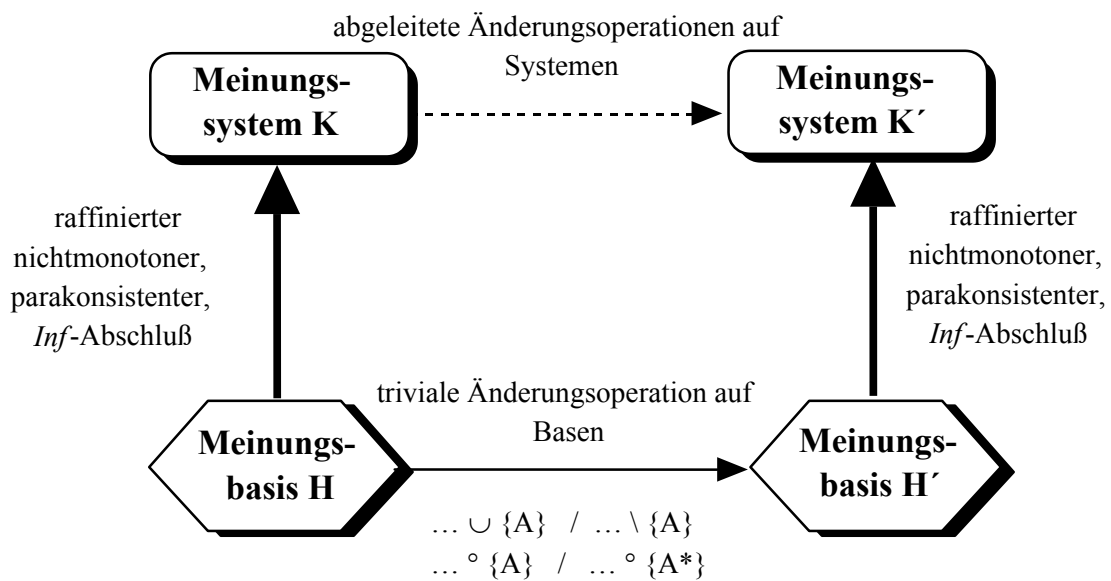 abgeleitete Änderungsoperationen auf
Systemen
Meinungs-
system K
Meinungs-
system K´
raffinierter
nichtmonotoner,
parakonsistenter,
Inf-Abschluß
raffinierter
nichtmonotoner,
parakonsistenter,
Inf-Abschluß
triviale Änderungsoperation auf
Basen
Meinungs-
basis H
Meinungs-
basis H´
… ∪ {A} / … \ {A}
… ° {A} / … ° {A*}